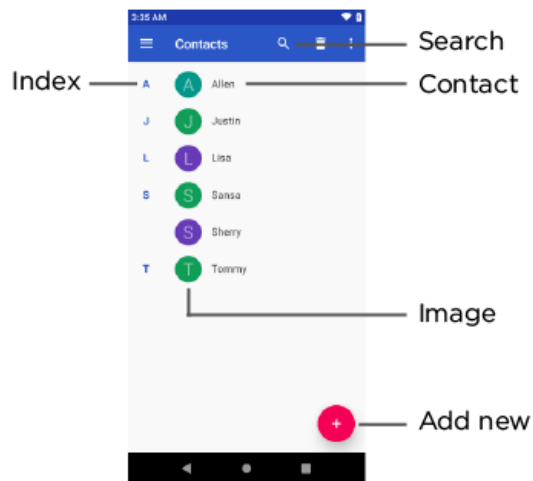 3:35 AM
Contacts
Search
Index
A
A
Allen
Contact
J
J
Justin
L
L
Lisa
S
S
Sansa
S
Sherry
T
T
Tommy
Image
+
Add new